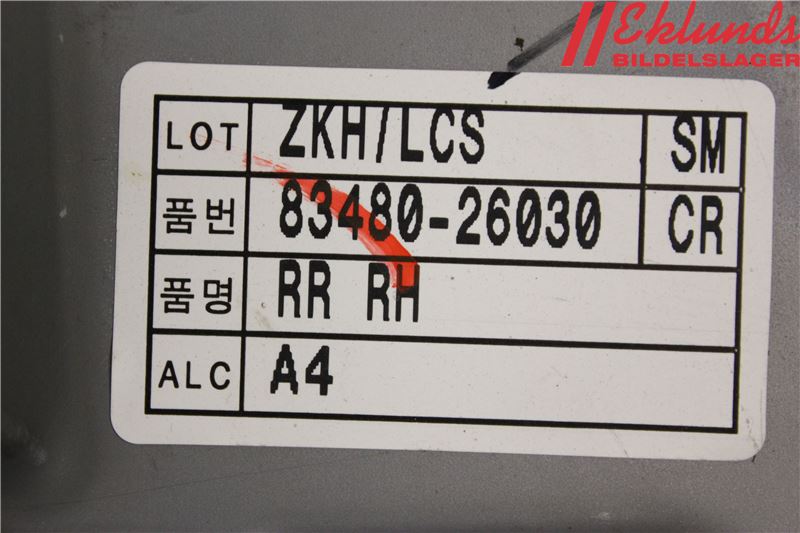 Eklunds
BILDELSLAGER
LOT ZKH/LCS SM
품번 83480-26030 CR
품명 RR RH
ALC A4